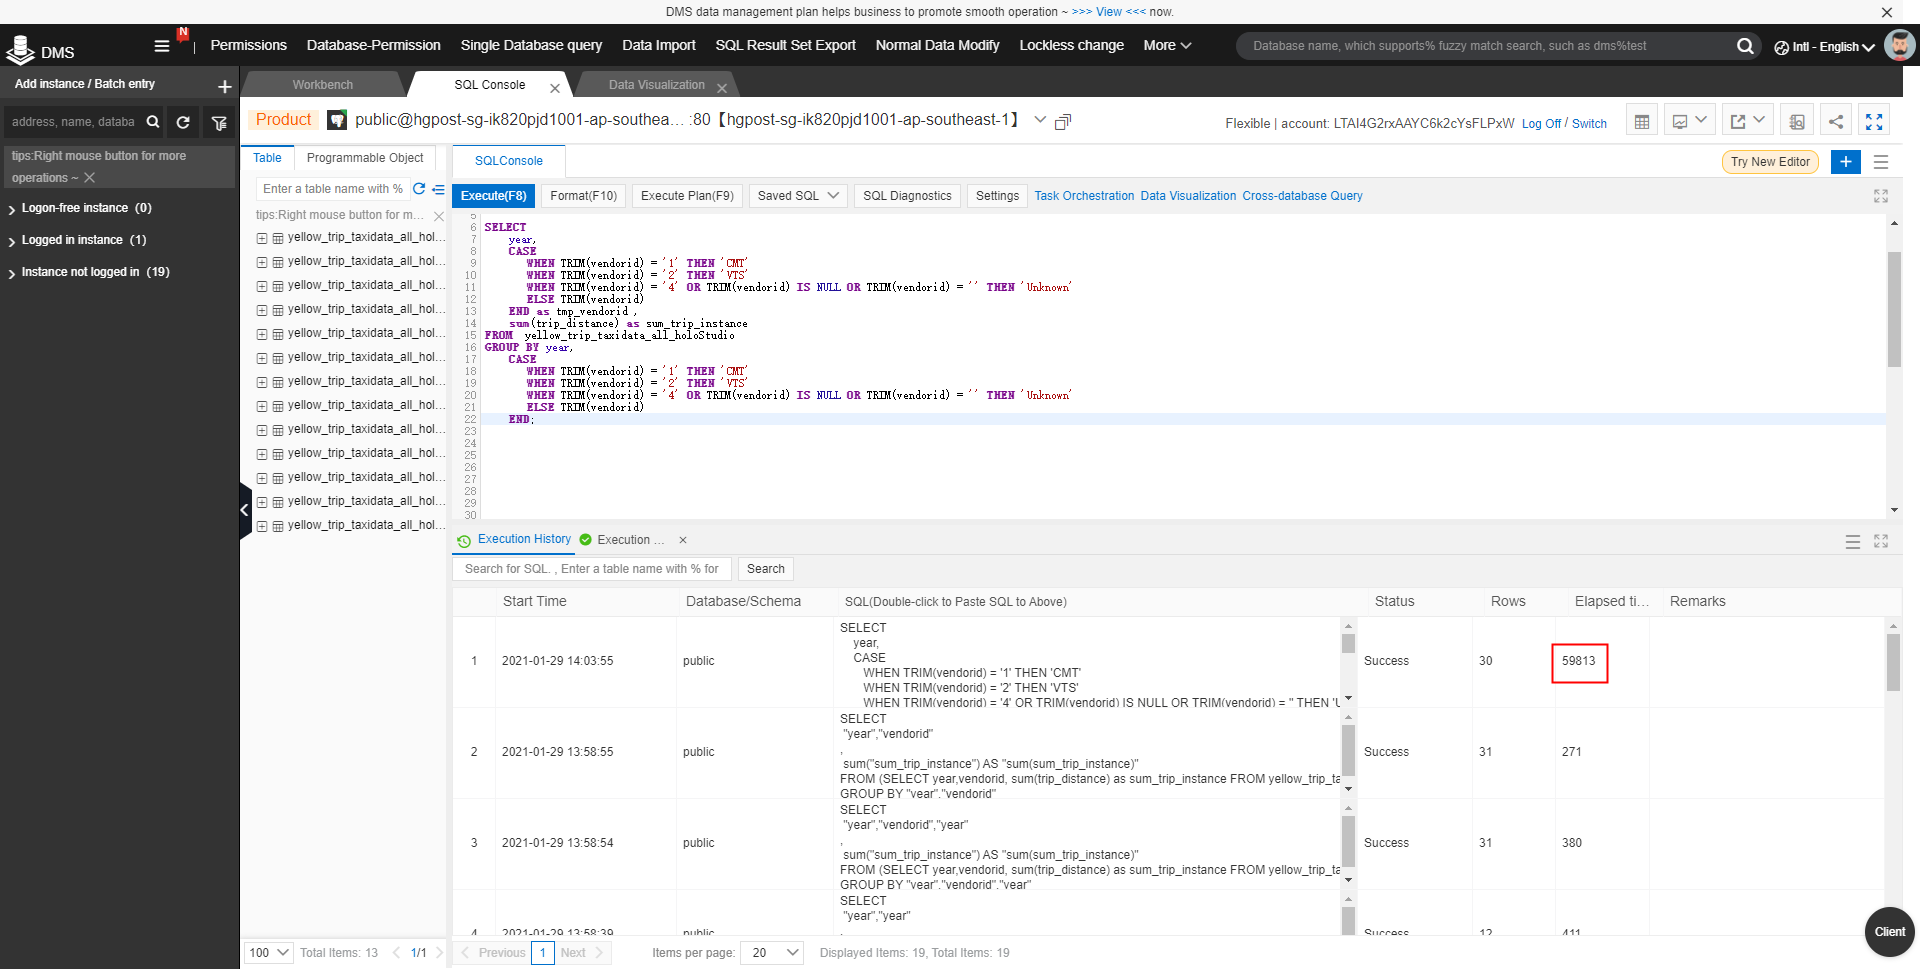 DMS data management plan helps business to promote smooth operation ~ >>> View <<< now.
DMS
N
Permissions
Database-Permission
Single Database query
Data Import
SQL Result Set Export
Normal Data Modify
Lockless change
More
Database name, which supports% fuzzy match search, such as dms%test
Intl - English
Add instance / Batch entry
Workbench
SQL Console
Data Visualization
address, name, databa
Product
public@hgpost-sg-ik820pjd1001-ap-southea... :80【hgpost-sg-ik820pjd1001-ap-southeast-1】
Flexible | account: LTAI4G2rxAAYC6k2cYsFLPxW Log Off / Switch
tips:Right mouse button for more
operations ~
Logon-free instance (0)
Logged in instance (1)
Instance not logged in (19)
Table
Programmable Object
Enter a table name with %
tips:Right mouse button for m...
yellow_trip_taxidata_all_hol...
yellow_trip_taxidata_all_hol...
yellow_trip_taxidata_all_hol...
yellow_trip_taxidata_all_hol...
yellow_trip_taxidata_all_hol...
yellow_trip_taxidata_all_hol...
yellow_trip_taxidata_all_hol...
yellow_trip_taxidata_all_hol...
yellow_trip_taxidata_all_hol...
yellow_trip_taxidata_all_hol...
yellow_trip_taxidata_all_hol...
yellow_trip_taxidata_all_hol...
yellow_trip_taxidata_all_hol...
100
Total Items: 13
1/1
SQLConsole
Try New Editor
Execute(F8)
Format(F10)
Execute Plan(F9)
Saved SQL
SQL Diagnostics
Settings
Task Orchestration
Data Visualization
Cross-database Query
5
6 SELECT
7 year,
8 CASE
9 WHEN TRIM(vendorid) = '1' THEN 'CMT'
10 WHEN TRIM(vendorid) = '2' THEN 'VTS'
11 WHEN TRIM(vendorid) = '4' OR TRIM(vendorid) IS NULL OR TRIM(vendorid) = '' THEN 'Unknown'
12 ELSE TRIM(vendorid)
13 END as tmp_vendorid ,
14 sum(trip_distance) as sum_trip_instance
15 FROM yellow_trip_taxidata_all_holoStudio
16 GROUP BY year,
17 CASE
18 WHEN TRIM(vendorid) = '1' THEN 'CMT'
19 WHEN TRIM(vendorid) = '2' THEN 'VTS'
20 WHEN TRIM(vendorid) = '4' OR TRIM(vendorid) IS NULL OR TRIM(vendorid) = '' THEN 'Unknown'
21 ELSE TRIM(vendorid)
22 END;
23
24
25
26
27
28
29
30
Execution History
Execution ...
Search for SQL. , Enter a table name with % for
Search
Start Time
Database/Schema
SQL(Double-click to Paste SQL to Above)
Status
Rows
Elapsed ti...
Remarks
1
2021-01-29 14:03:55
public
SELECT
year,
CASE
WHEN TRIM(vendorid) = '1' THEN 'CMT'
WHEN TRIM(vendorid) = '2' THEN 'VTS'
WHEN TRIM(vendorid) = '4' OR TRIM(vendorid) IS NULL OR TRIM(vendorid) = '' THEN 'U
Success
30
59813
2
2021-01-29 13:58:55
public
SELECT
"year","vendorid"
,
sum("sum_trip_instance") AS "sum(sum_trip_instance)"
FROM (SELECT year,vendorid, sum(trip_distance) as sum_trip_instance FROM yellow_trip_ta
GROUP BY "year","vendorid"
Success
31
271
3
2021-01-29 13:58:54
public
SELECT
"year","vendorid","year"
,
sum("sum_trip_instance") AS "sum(sum_trip_instance)"
FROM (SELECT year,vendorid, sum(trip_distance) as sum_trip_instance FROM yellow_trip_ta
GROUP BY "year","vendorid","year"
Success
31
380
4
2021-01-29 13:58:39
public
SELECT
"year","year"
,
Success
12
411
Previous
1
Next
Items per page:
20
Displayed Items: 19, Total Items: 19
Client